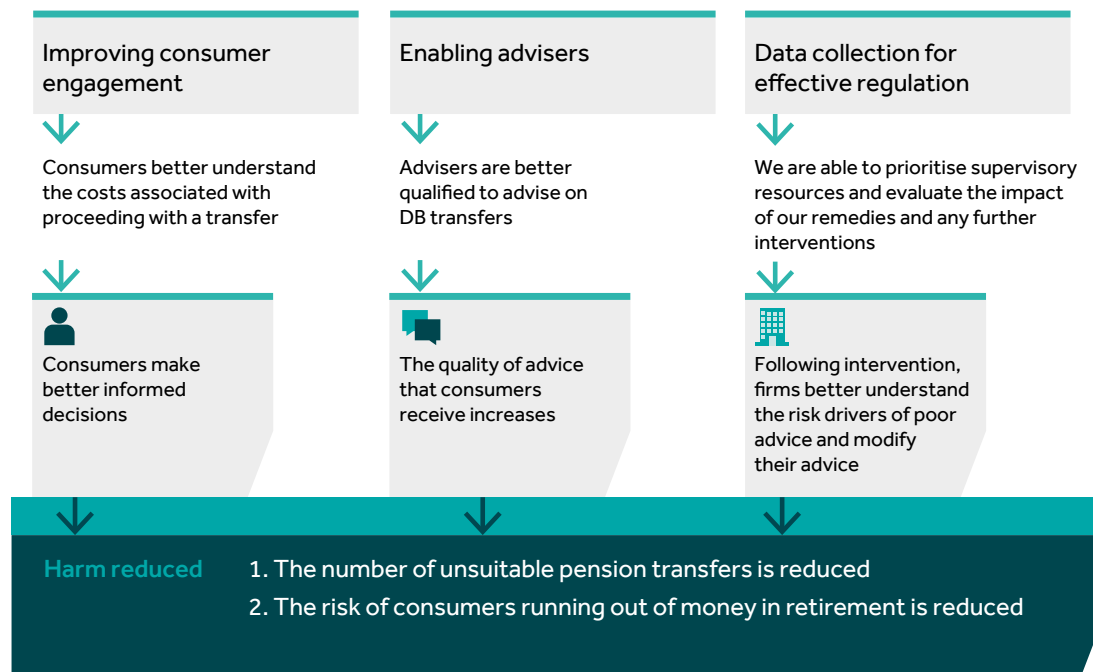 Improving consumer
engagement
Consumers better understand
the costs associated with
proceeding with a transfer
Consumers make
better informed
decisions
Enabling advisers
Advisers are better
qualified to advise on
DB transfers
The quality of advice
that consumers
receive increases
Data collection for
effective regulation
We are able to prioritise supervisory
resources and evaluate the impact
of our remedies and any further
interventions
Following intervention,
firms better understand
the risk drivers of poor
advice and modify
their advice
Harm reduced
1. The number of unsuitable pension transfers is reduced
2. The risk of consumers running out of money in retirement is reduced